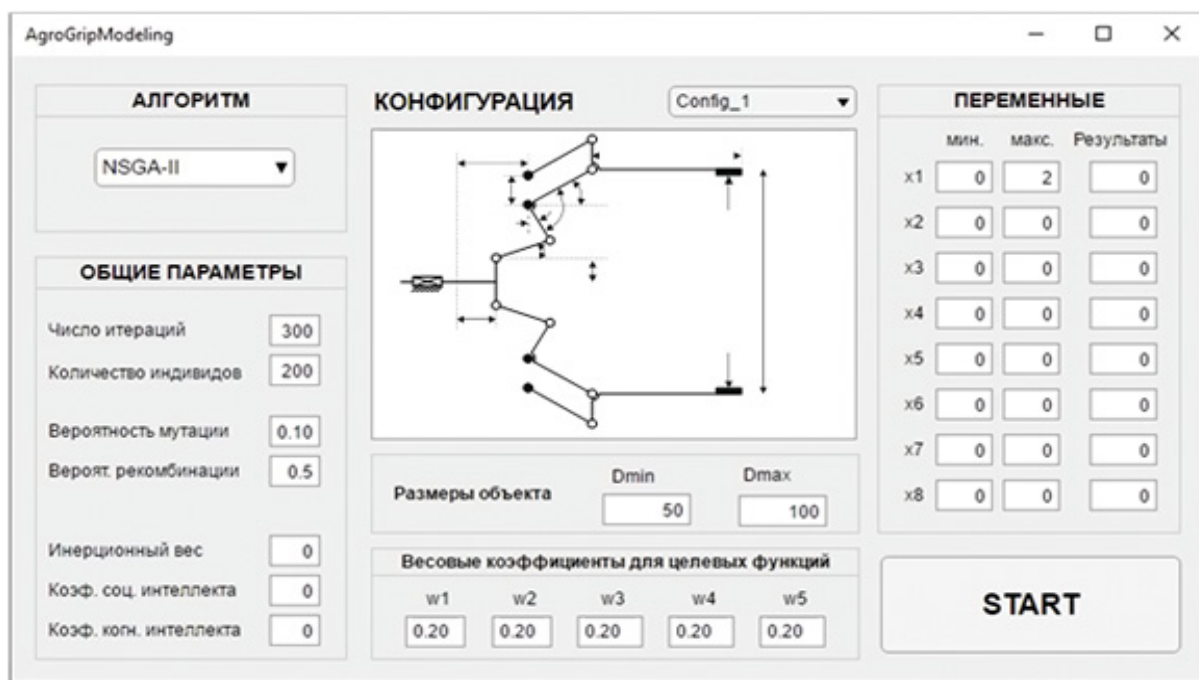 AgroGripModeling
АЛГОРИТМ
NSGA-II
ОБЩИЕ ПАРАМЕТРЫ
Число итераций 300
Количество индивидов 200
Вероятность мутации 0.10
Вероят. рекомбинации 0.5
Инерционный вес 0
Коэф. соц. интеллекта 0
Коэф. когн. интеллекта 0
КОНФИГУРАЦИЯ Config_1
Размеры объекта
Dmin Dmax
50 100
Весовые коэффициенты для целевых функций
w1 w2 w3 w4 w5
0.20 0.20 0.20 0.20 0.20
ПЕРЕМЕННЫЕ
мин. макс. Результаты
x1 0 2 0
x2 0 0 0
x3 0 0 0
x4 0 0 0
x5 0 0 0
x6 0 0 0
x7 0 0 0
x8 0 0 0
START